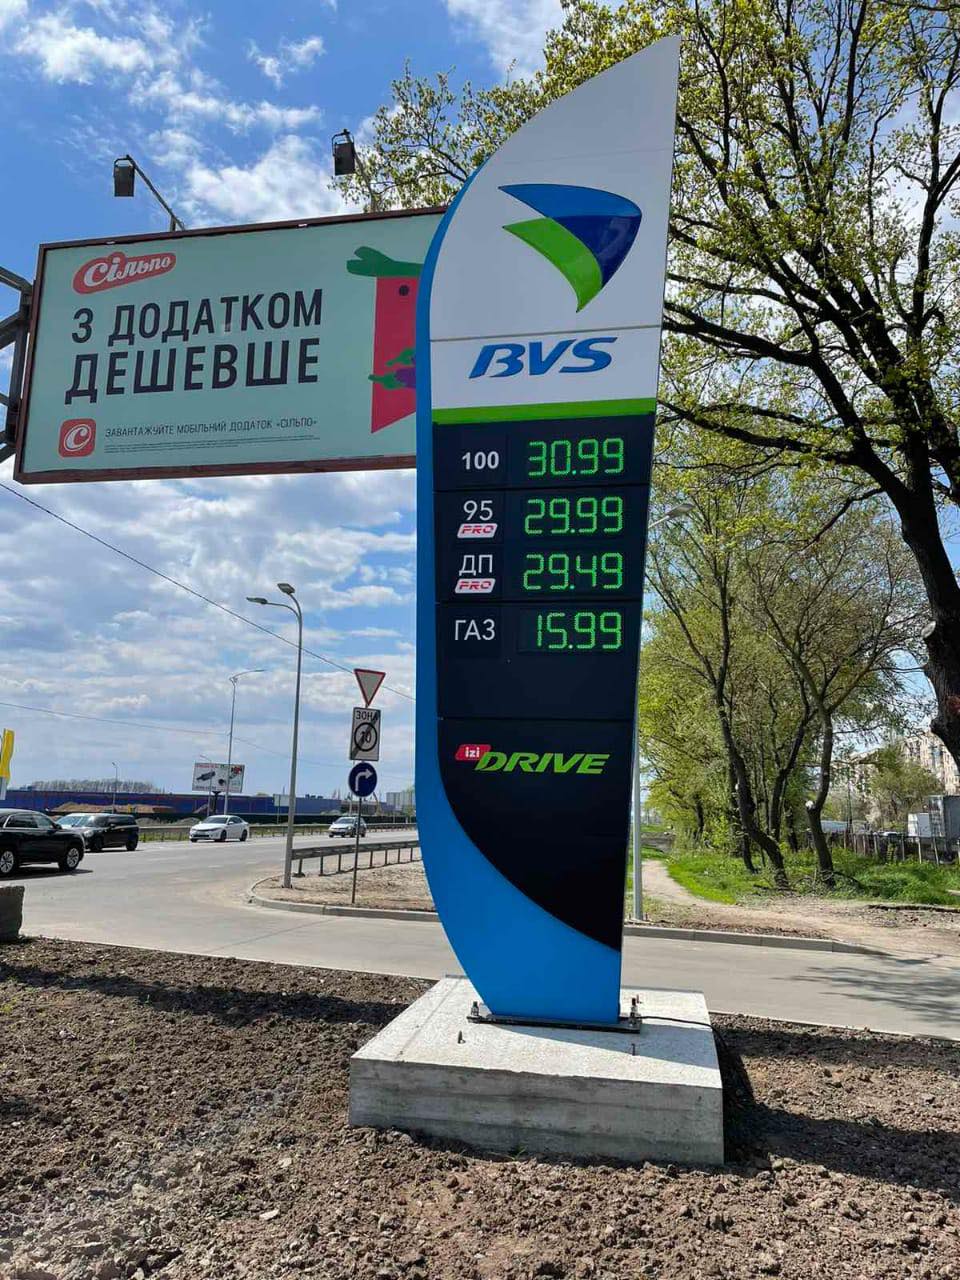 Сільпо
З ДОДАТКОМ
ДЕШЕВШЕ
С
ЗАВАНТАЖУЙТЕ МОБІЛЬНИЙ ДОДАТОК «СІЛЬПО»
BVS
100 30.99
95 PRO 29.99
ДП PRO 29.49
ГАЗ 15.99
izi DRIVE
ЗОНА